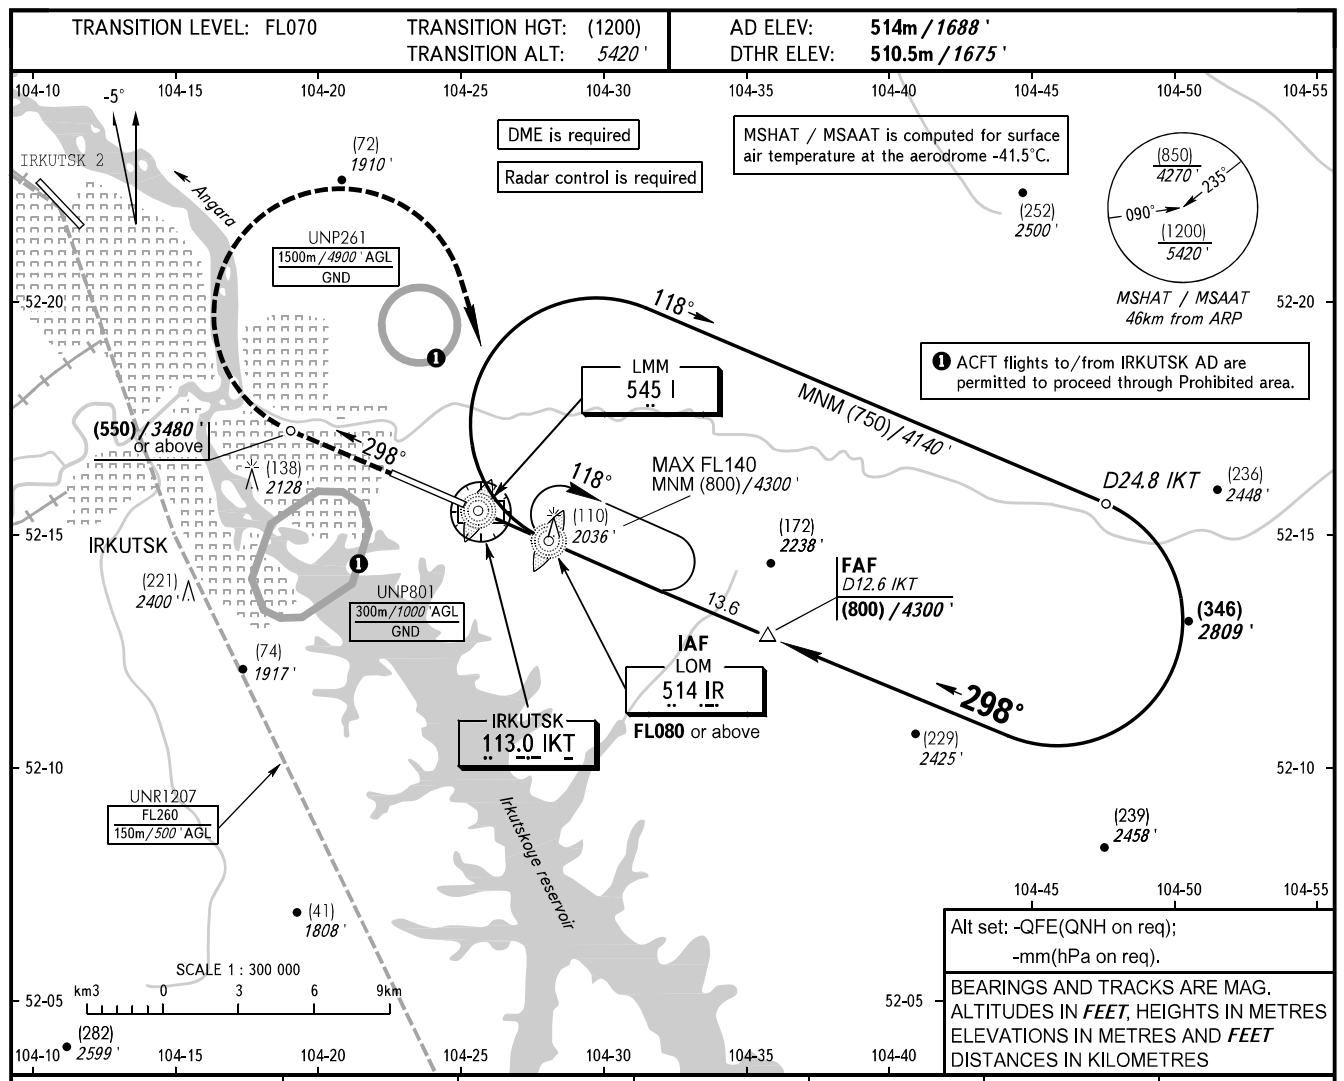 TRANSITION LEVEL: FL070
TRANSITION HGT: (1200)
TRANSITION ALT: 5420 '
AD ELEV: 514m / 1688 '
DTHR ELEV: 510.5m / 1675 '
104-10 104-15 104-20 104-25 104-30 104-35 104-40 104-45 104-50 104-55
-5°
IRKUTSK 2
Angara
(72)
1910 '
DME is required
Radar control is required
MSHAT / MSAAT is computed for surface
air temperature at the aerodrome -41.5°C.
(252)
2500 '
(850)
4270 '
235°
090°
(1200)
5420 '
MSHAT / MSAAT
46km from ARP
UNP261
1500m / 4900 ' AGL
GND
52-20
52-20
118°
1
1 ACFT flights to/from IRKUTSK AD are
permitted to proceed through Prohibited area.
LMM
545 I
MNM (750) / 4140 '
(550) / 3480 '
or above
298°
(138)
2128 '
118°
MAX FL140
MNM (800) / 4300 '
D24.8 IKT
(236)
2448 '
(110)
2036 '
(172)
2238 '
52-15
52-15
IRKUTSK
1
(221)
2400 '
UNP801
300m / 1000 ' AGL
GND
FAF
D12.6 IKT
(800) / 4300 '
13.6
(346)
2809 '
(74)
1917 '
IAF
LOM
514 IR
FL080 or above
298°
IRKUTSK
113.0 IKT
(229)
2425 '
52-10
52-10
UNR1207
FL260
150m / 500 ' AGL
Irkutskoye reservoir
(239)
2458 '
104-45 104-50 104-55
(41)
1808 '
Alt set: -QFE(QNH on req);
-mm(hPa on req).
SCALE 1 : 300 000
km3 0 3 6 9km
52-05
52-05
BEARINGS AND TRACKS ARE MAG.
ALTITUDES IN FEET, HEIGHTS IN METRES
ELEVATIONS IN METRES AND FEET
DISTANCES IN KILOMETRES
(282)
2599 '
104-10 104-15 104-20 104-25 104-30 104-35 104-40